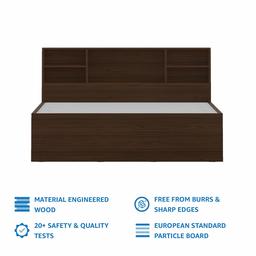 MATERIAL ENGINEERED
WOOD
FREE FROM BURRS &
SHARP EDGES
20+ SAFETY & QUALITY
TESTS
EUROPEAN STANDARD
PARTICLE BOARD